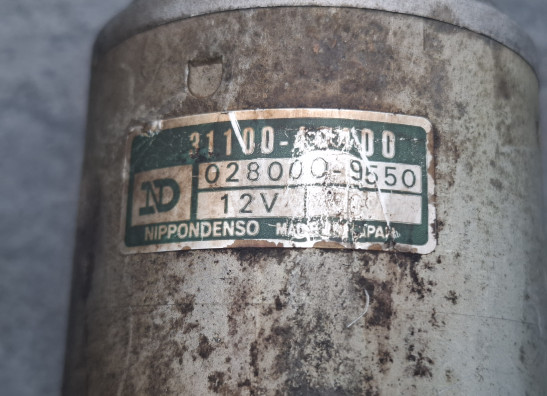 31100-
028000-9550
ND
12V
NIPPONDENSO MADE IN JAPAN